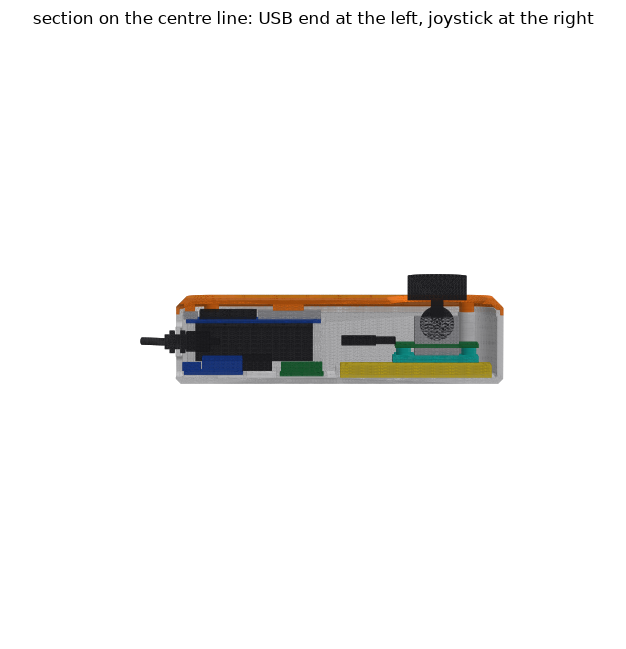 section on the centre line: USB end at the left, joystick at the right